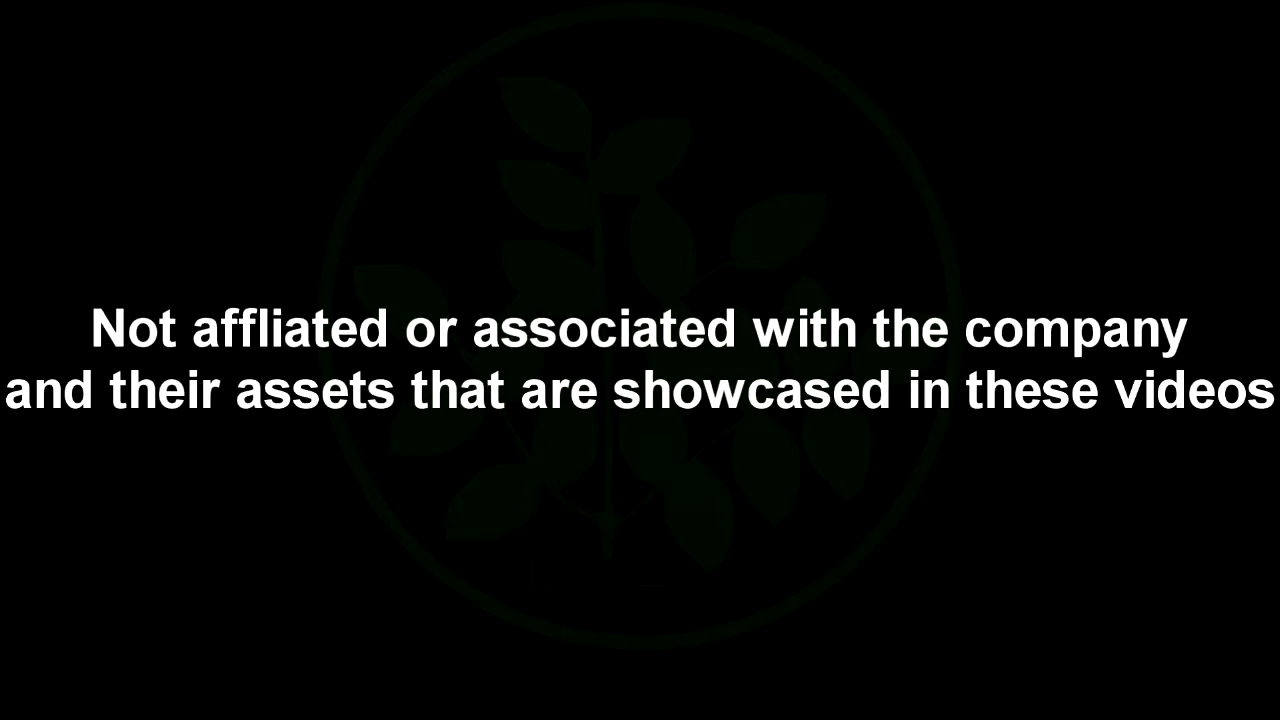 Not affliated or associated with the company
and their assets that are showcased in these videos